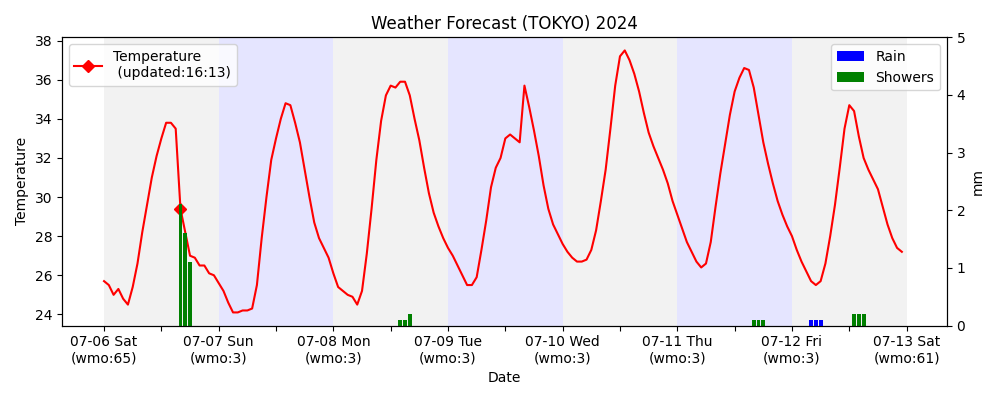 Weather Forecast (TOKYO) 2024
Temperature
(updated:16:13)
Rain
Showers
Temperature
38
36
34
32
30
28
26
24
5
4
3
2
1
0
mm
07-06 Sat
(wmo:65)
07-07 Sun
(wmo:3)
07-08 Mon
(wmo:3)
07-09 Tue
(wmo:3)
07-10 Wed
(wmo:3)
07-11 Thu
(wmo:3)
07-12 Fri
(wmo:3)
07-13 Sat
(wmo:61)
Date